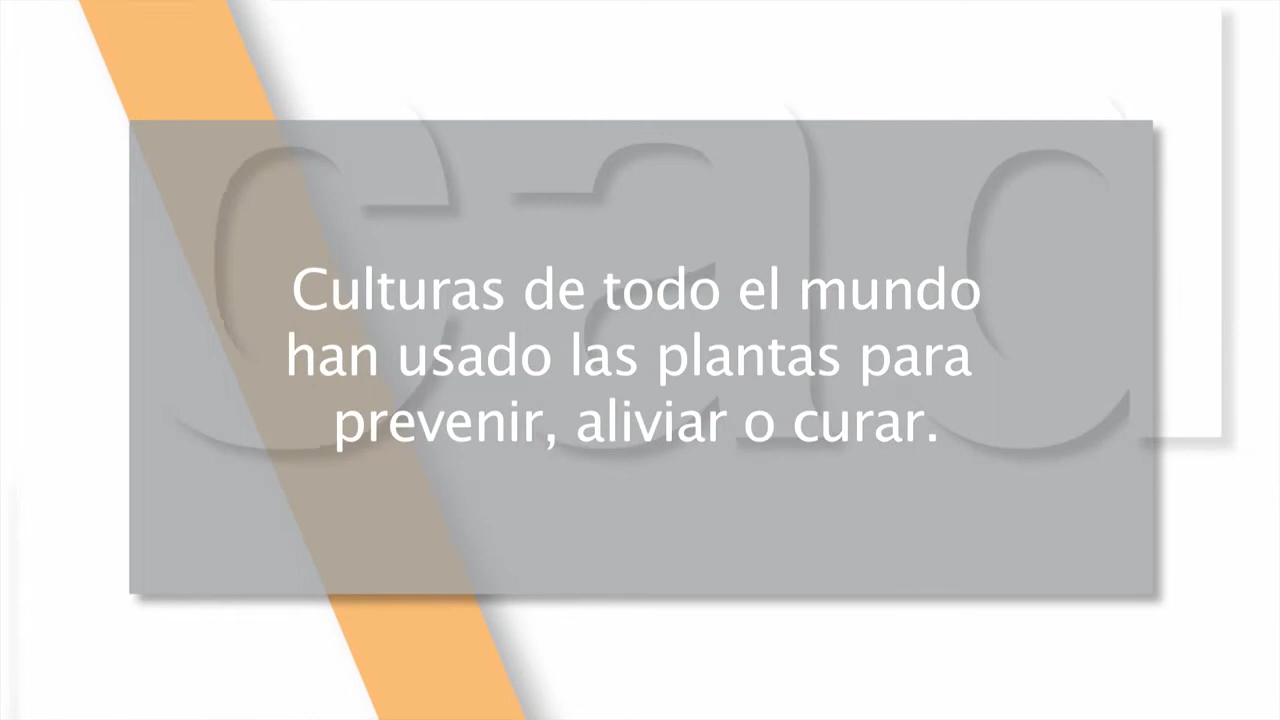 Culturas de todo el mundo
han usado las plantas para
prevenir, aliviar o curar.